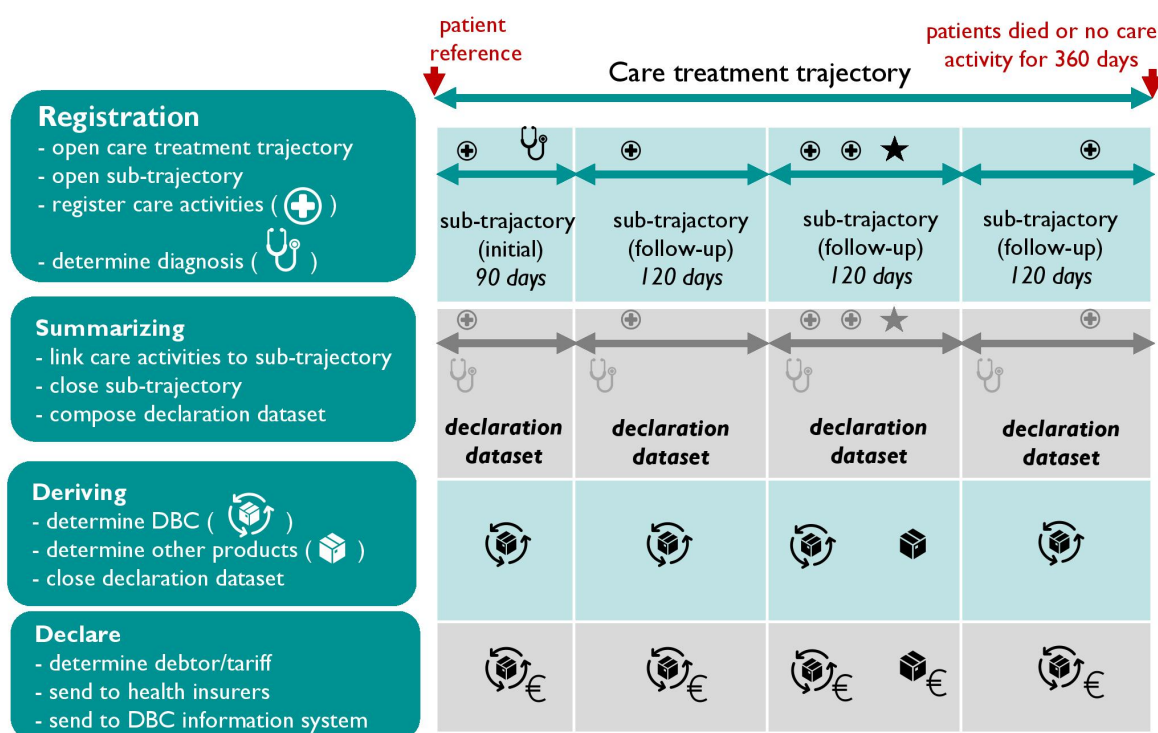 patient
reference
patients died or no care
activity for 360 days
Care treatment trajectory
Registration
- open care treatment trajectory
- open sub-trajectory
- register care activities ( )
- determine diagnosis ( )
sub-trajactory
(initial)
90 days
sub-trajactory
(follow-up)
120 days
sub-trajactory
(follow-up)
120 days
sub-trajactory
(follow-up)
120 days
Summarizing
- link care activities to sub-trajectory
- close sub-trajectory
- compose declaration dataset
declaration
dataset
declaration
dataset
declaration
dataset
declaration
dataset
Deriving
- determine DBC ( )
- determine other products ( )
- close declaration dataset
Declare
- determine debtor/tariff
- send to health insurers
- send to DBC information system
€
€
€
€
€